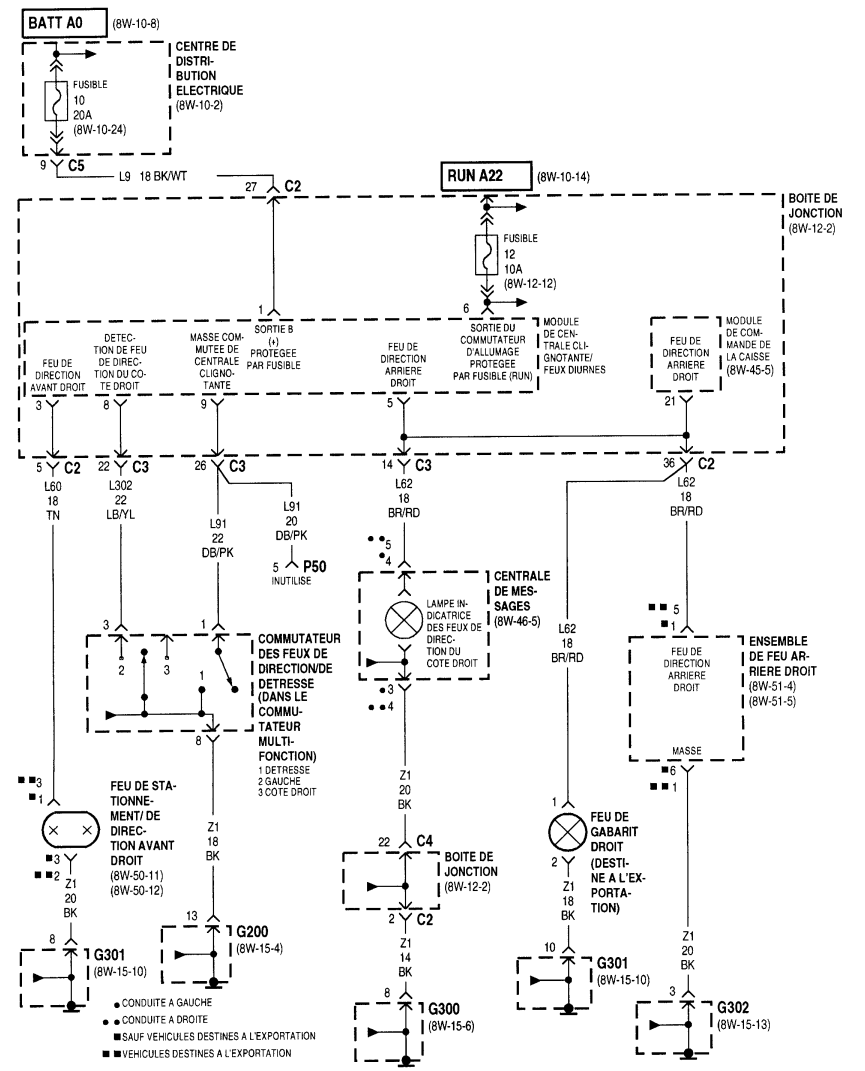 BATT A0
(8W-10-8)
CENTRE DE
DISTRI-
BUTION
ELECTRIQUE
(8W-10-2)
FUSIBLE
10
20A
(8W-10-24)
9
C5
L9 18 BK/WT
27
C2
RUN A22
(8W-10-14)
BOITE DE
JONCTION
(8W-12-2)
FUSIBLE
12
10A
(8W-12-12)
1
6
FEU DE
DIRECTION
AVANT DROIT
DETEC-
TION DE FEU
DE DIREC-
TION DU CO-
TE DROIT
MASSE COM-
MUTEE DE
CENTRALE
CLIGNO-
TANTE
SORTIE B
(+)
PROTEGEE
PAR FUSIBLE
FEU DE
DIRECTION
ARRIERE
DROIT
SORTIE DU
COMMUTATEUR
D'ALLUMAGE
PROTEGEE
PAR FUSIBLE (RUN)
MODULE
DE CEN-
TRALE CLI-
GNOTANTE/
FEUX DIURNES
FEU DE
DIRECTION
ARRIERE
DROIT
MODULE
DE COM-
MANDE DE
LA CAISSE
(8W-45-5)
3
8
9
5
21
5
C2
22
C3
26
C3
14
C3
36
C2
L60
18
TN
L302
22
LB/YL
L91
22
DB/PK
L91
20
DB/PK
5
P50
INUTILISE
L62
18
BR/RD
L62
18
BR/RD
L62
18
BR/RD
●●5
●4
CENTRALE
DE MES-
SAGES
(8W-46-5)
LAMPE IN-
DICATRICE
DES FEUX DE
DIREC-
TION DU
COTE DROIT
●3
●●4
3
1
2
3
1
8
COMMUTATEUR
DES FEUX DE
DIRECTION/DE
DETRESSE
(DANS LE
COMMU-
TATEUR
MULTI-
FONCTION)
1 DETRESSE
2 GAUCHE
3 COTE DROIT
■■5
■1
FEU DE
DIRECTION
ARRIERE
DROIT
MASSE
ENSEMBLE
DE FEU AR-
RIERE DROIT
(8W-51-4)
(8W-51-5)
■6
■■1
■■3
■1
FEU DE STA-
TIONNE-
MENT/ DE
DIREC-
TION AVANT
DROIT
(8W-50-11)
(8W-50-12)
■3
■■2
Z1
20
BK
Z1
18
BK
Z1
20
BK
22
C4
BOITE DE
JONCTION
(8W-12-2)
2
C2
Z1
14
BK
1
FEU DE
GABARIT
DROIT
(DESTI-
NE A L'EX-
PORTA-
TION)
2
Z1
18
BK
Z1
20
BK
8
G301
(8W-15-10)
13
G200
(8W-15-4)
8
G300
(8W-15-6)
10
G301
(8W-15-10)
3
G302
(8W-15-13)
●CONDUITE A GAUCHE
●●CONDUITE A DROITE
■SAUF VEHICULES DESTINES A L'EXPORTATION
■■VEHICULES DESTINES A L'EXPORTATION